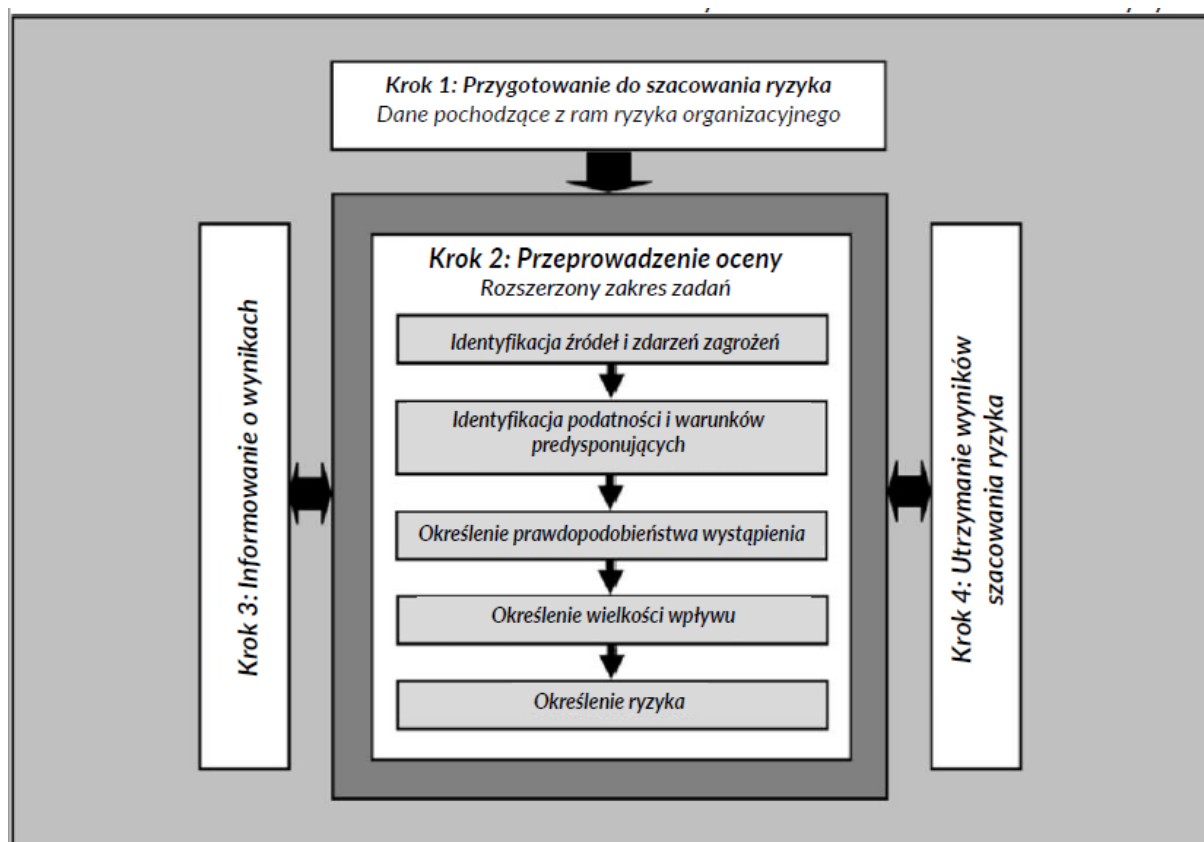 Krok 1: Przygotowanie do szacowania ryzyka
Dane pochodzące z ram ryzyka organizacyjnego
Krok 2: Przeprowadzenie oceny
Rozszerzony zakres zadań
Identyfikacja źródeł i zdarzeń zagrożeń
Identyfikacja podatności i warunków
predysponujących
Określenie prawdopodobieństwa wystąpienia
Określenie wielkości wpływu
Określenie ryzyka
Krok 3: Informowanie o wynikach
Krok 4: Utrzymanie wyników
szacowania ryzyka